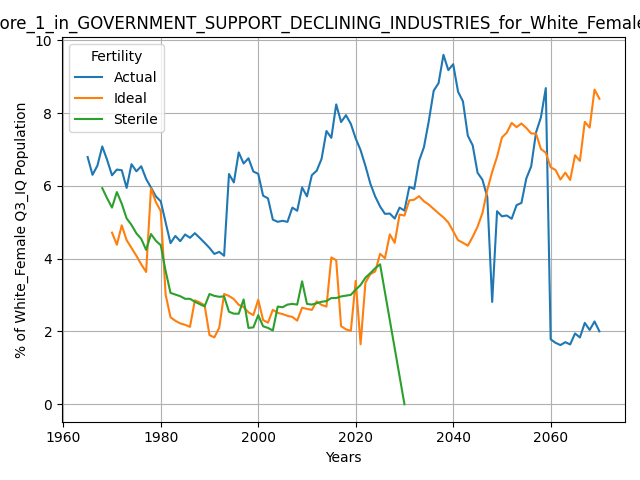 ore_1_in_GOVERNMENT_SUPPORT_DECLINING_INDUSTRIES_for_White_Female
Fertility
Actual
Ideal
Sterile
% of White_Female Q3_IQ Population
10
8
6
4
2
0
1960 1980 2000 2020 2040 2060
Years